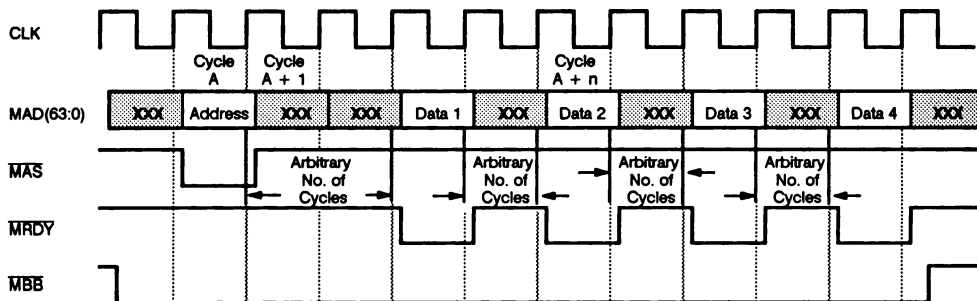 CLK
Cycle A
Cycle A + 1
Cycle A + n
MAD(63:0)
XXX Address XXX XXX Data 1 XXX Data 2 XXX Data 3 XXX Data 4 XXX
MAS
Arbitrary No. of Cycles
Arbitrary No. of Cycles
Arbitrary No. of Cycles
Arbitrary No. of Cycles
MRDY
MBB